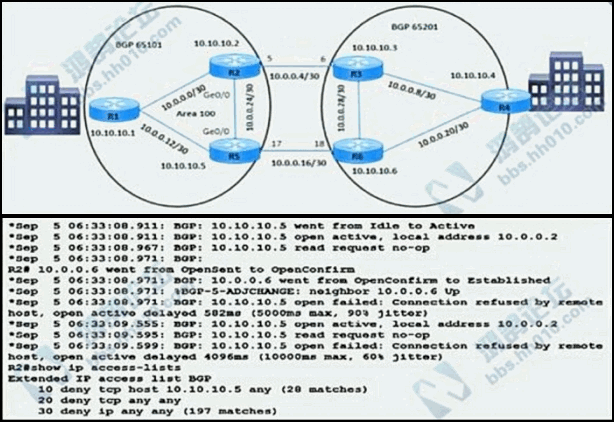 BGP 65101
BGP 65201
10.10.10.2
10.10.10.3
10.10.10.4
R2
5
6
R3
10.0.0.4/30
10.0.0.0/30
Ge0/0
10.0.0.24/30
10.0.0.28/30
10.0.0.8/30
R1
Area 100
R4
10.10.10.1
10.0.0.12/30
Ge0/0
10.0.0.20/30
10.10.10.5
R5
17
18
R6
10.0.0.16/30
10.10.10.6
鸿鹄论坛
bbs.hh010.com
*Sep 5 06:33:08.911: BGP: 10.10.10.5 went from Idle to Active
*Sep 5 06:33:08.911: BGP: 10.10.10.5 open active, local address 10.0.0.2
*Sep 5 06:33:08.967: BGP: 10.10.10.5 read request no-op
*Sep 5 06:33:08.971: BGP:
R2# 10.0.0.6 went from OpenSent to OpenConfirm
*Sep 5 06:33:08.971: BGP: 10.0.0.6 went from OpenConfirm to Established
*Sep 5 06:33:08.971: %BGP-5-ADJCHANGE: neighbor 10.0.0.6 Up
*Sep 5 06:33:08.971: BGP: 10.10.10.5 open failed: Connection refused by remote
host, open active delayed 582ms (5000ms max, 90% jitter)
*Sep 5 06:33:09.555: BGP: 10.10.10.5 open active, local address 10.0.0.2
*Sep 5 06:33:09.595: BGP: 10.10.10.5 read request no-op
*Sep 5 06:33:09.599: BGP: 10.10.10.5 open failed: Connection refused by remote
host, open active delayed 4096ms (10000ms max, 60% jitter)
R2#show ip access-lists
Extended IP access list BGP
10 deny tcp host 10.10.10.5 any (28 matches)
20 deny tcp any any
30 deny ip any any (197 matches)